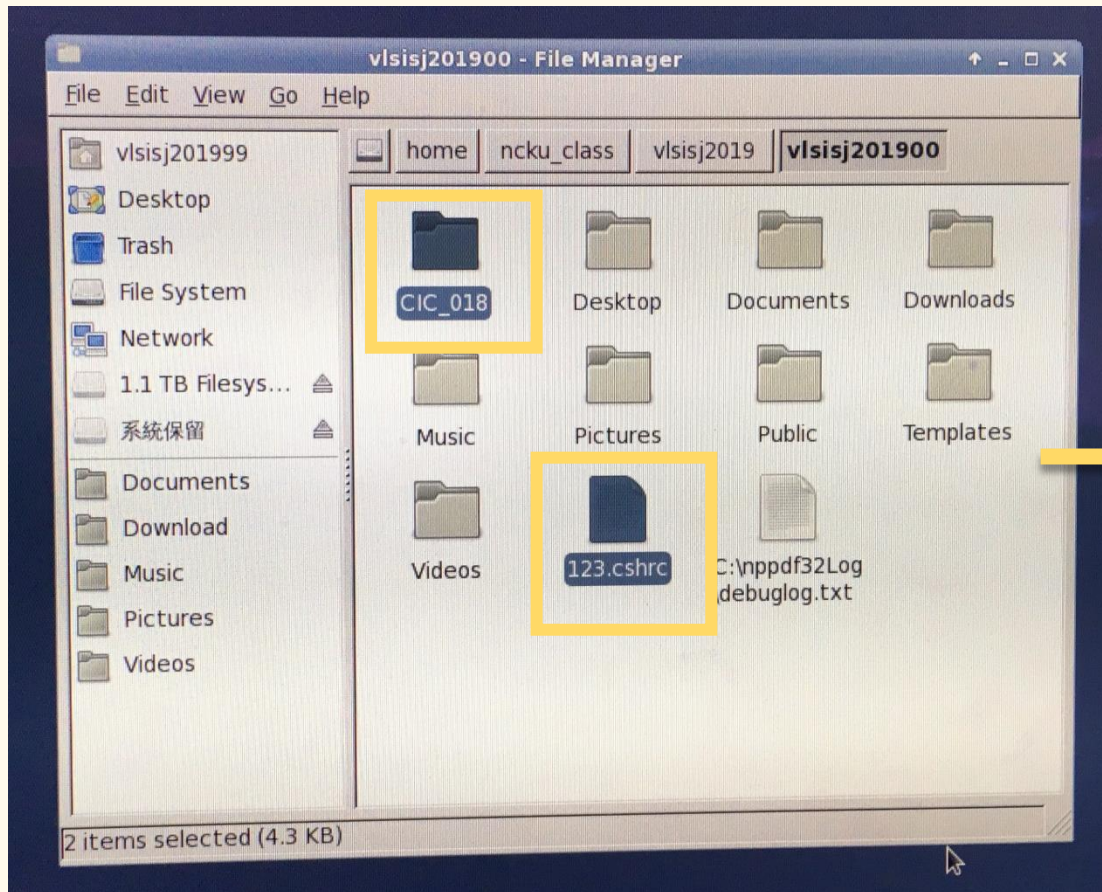 vlsisj201900 - File Manager
File Edit View Go Help
vlsisj201999
Desktop
Trash
File System
Network
1.1 TB Filesys...
系統保留
Documents
Download
Music
Pictures
Videos
home ncku_class vlsisj2019 vlsisj201900
CIC_018 Desktop Documents Downloads
Music Pictures Public Templates
Videos 123.cshrc C:\nppdf32Log
\debuglog.txt
2 items selected (4.3 KB)